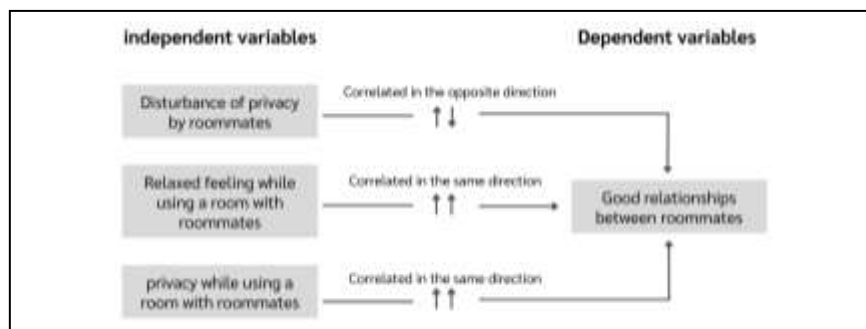 Independent variables
Dependent variables
Correlated in the opposite direction
Disturbance of privacy
by roommates
↑↓
Relaxed feeling while
using a room with
roommates
Correlated in the same direction
↑↑
Good relationships
between roommates
privacy while using a
room with roommates
Correlated in the same direction
↑↑